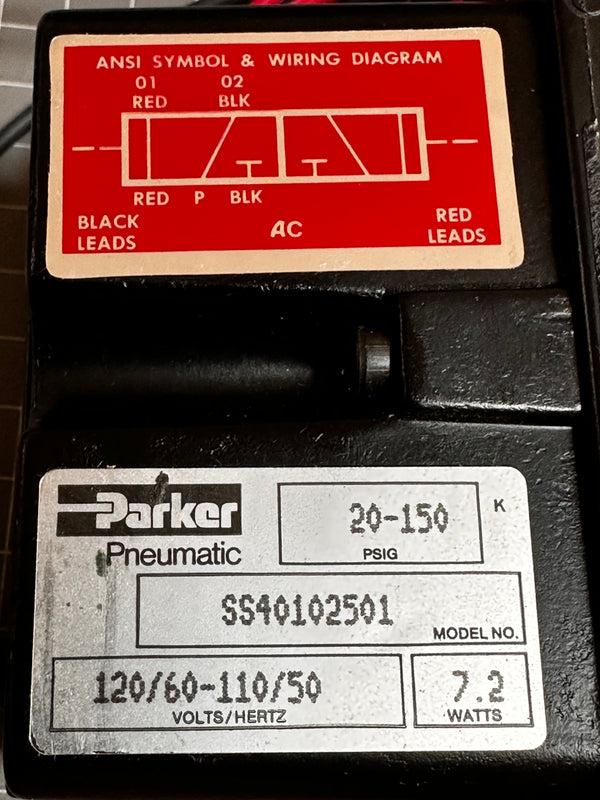 ANSI SYMBOL & WIRING DIAGRAM
01 02
RED BLK
RED P BLK
BLACK LEADS
AC
RED LEADS
Parker
Pneumatic
20-150
PSIG
K
SS40102501
MODEL NO.
120/60-110/50
VOLTS/HERTZ
7.2
WATTS